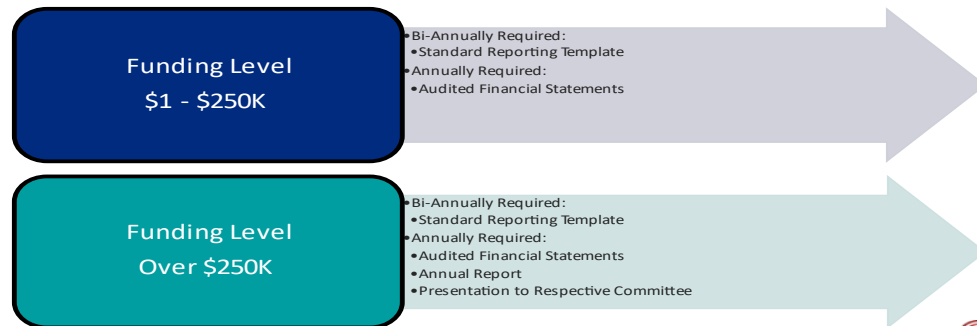 Funding Level
$1 - $250K
•Bi-Annually Required:
•Standard Reporting Template
•Annually Required:
•Audited Financial Statements
Funding Level
Over $250K
•Bi-Annually Required:
•Standard Reporting Template
•Annually Required:
•Audited Financial Statements
•Annual Report
•Presentation to Respective Committee